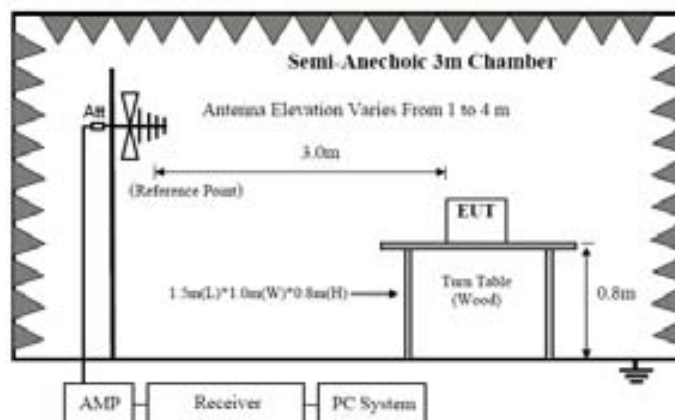 Semi-Anechoic 3m Chamber
Att
Antenna Elevation Varies From 1 to 4 m
3.0m
(Reference Point)
EUT
1.5m(L)*1.0m(W)*0.8m(H)
Turn Table
(Wood)
0.8m
AMP
Receiver
PC System